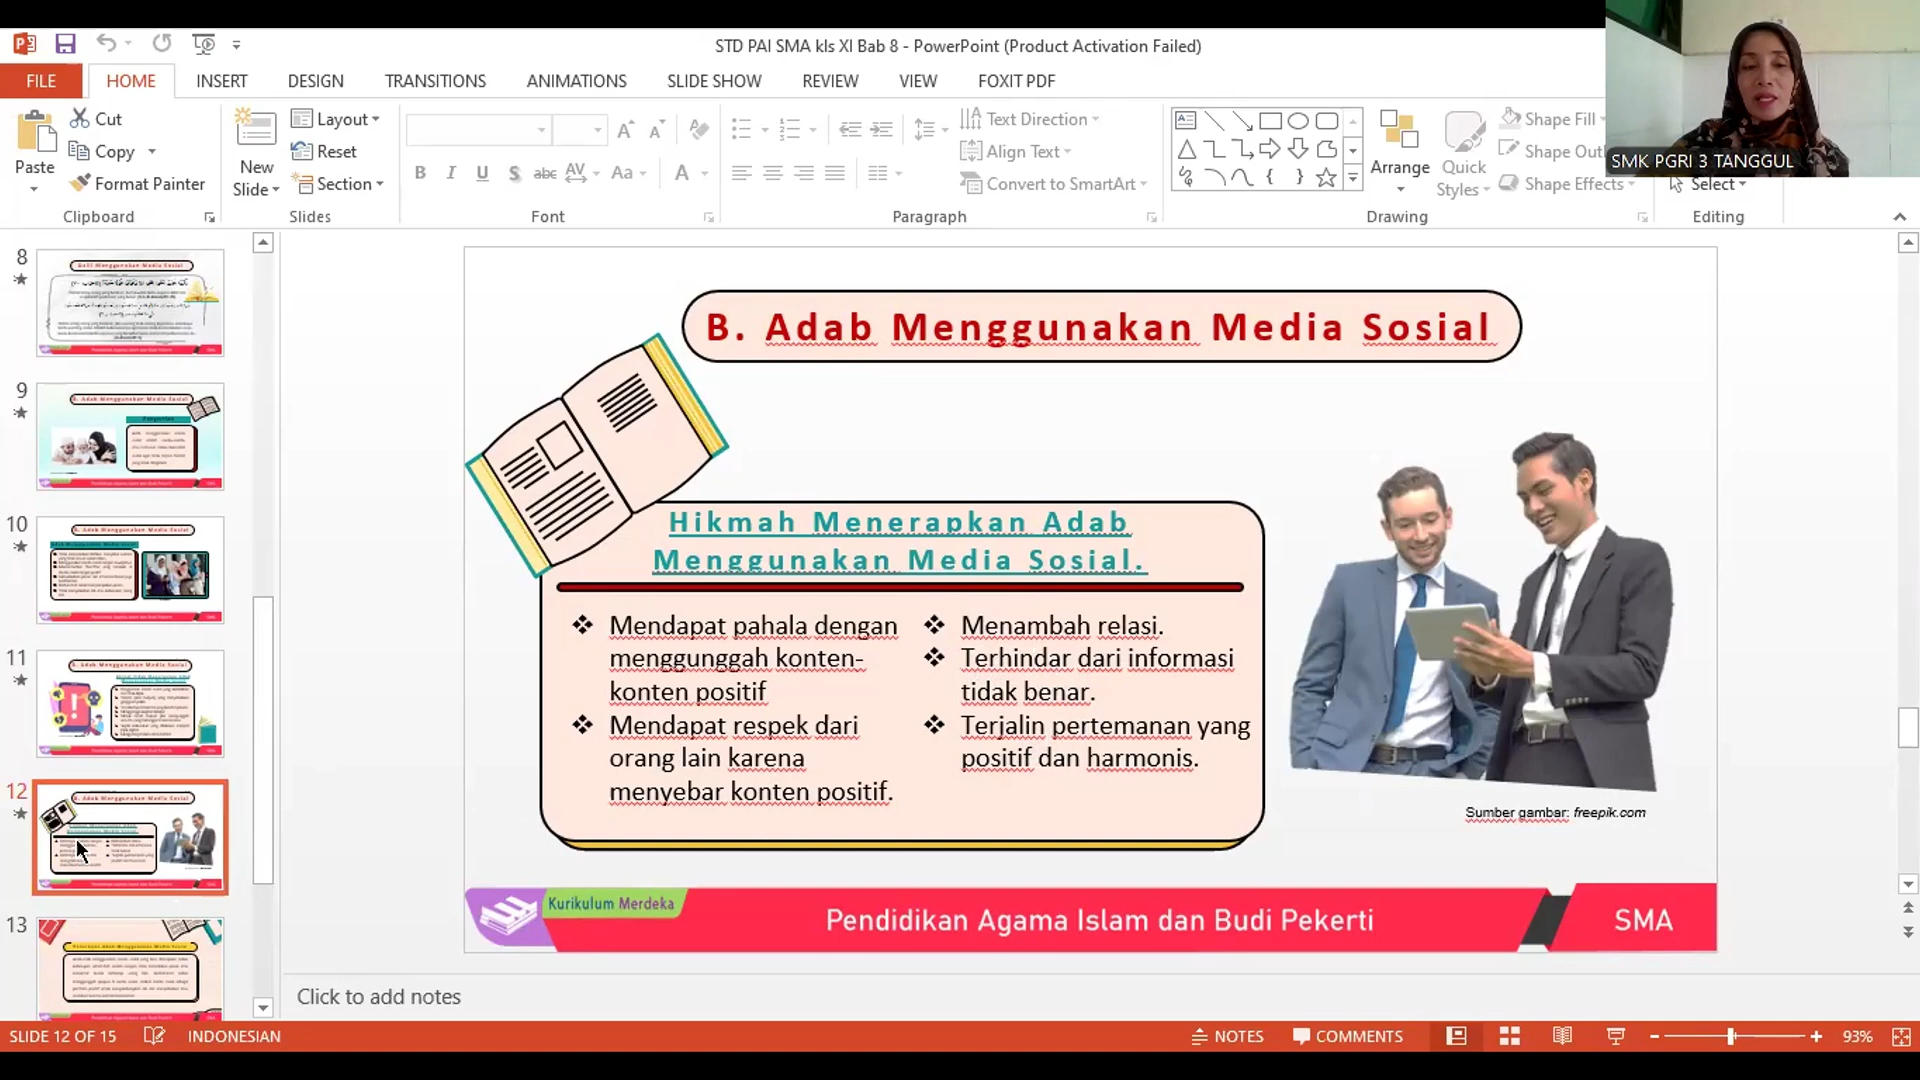 STD PAI SMA kls XI Bab 8 - PowerPoint (Product Activation Failed)
FILE HOME INSERT DESIGN TRANSITIONS ANIMATIONS SLIDE SHOW REVIEW VIEW FOXIT PDF
Paste
Cut
Copy
Format Painter
Clipboard
New Slide
Layout
Reset
Section
Slides
Font
Text Direction
Align Text
Convert to SmartArt
Paragraph
Arrange
Quick Styles
Shape Fill
Shape Effects
Drawing
Select
Editing
SMK PGRI 3 TANGGUL
8
9
10
11
12
13
B. Adab Menggunakan Media Sosial
Hikmah Menerapkan Adab
Menggunakan Media Sosial.
❖ Mendapat pahala dengan
menggunggah konten-
konten positif
❖ Mendapat respek dari
orang lain karena
menyebar konten positif.
❖ Menambah relasi.
❖ Terhindar dari informasi
tidak benar.
❖ Terjalin pertemanan yang
positif dan harmonis.
Sumber gambar: freepik.com
Kurikulum Merdeka
Pendidikan Agama Islam dan Budi Pekerti
SMA
Click to add notes
SLIDE 12 OF 15 INDONESIAN NOTES COMMENTS 93%